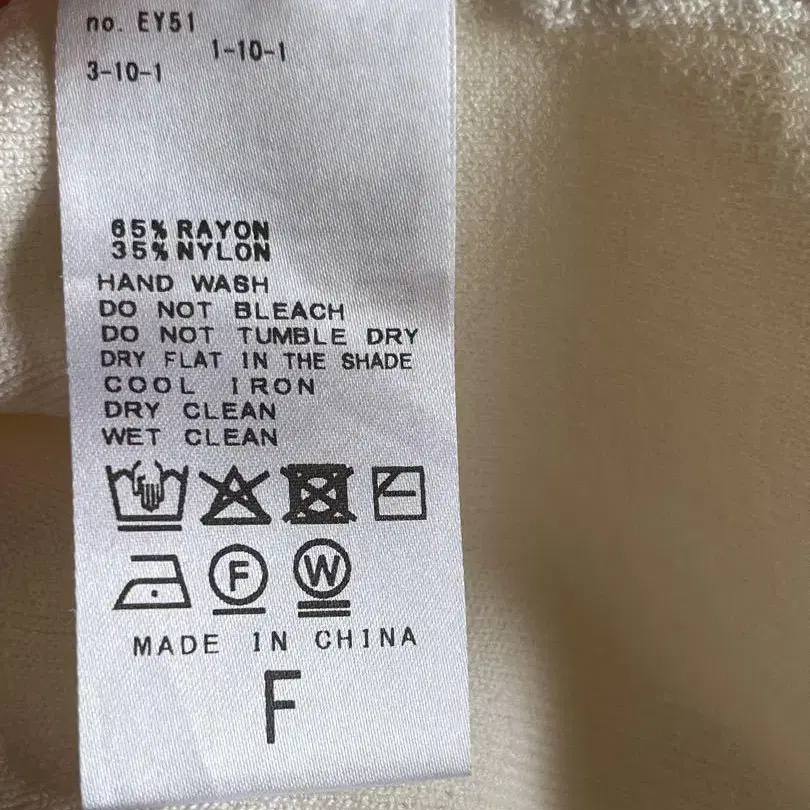 no. EY51
1-10-1
3-10-1
65% RAYON
35% NYLON
HAND WASH
DO NOT BLEACH
DO NOT TUMBLE DRY
DRY FLAT IN THE SHADE
COOL IRON
DRY CLEAN
WET CLEAN
F W
MADE IN CHINA
F